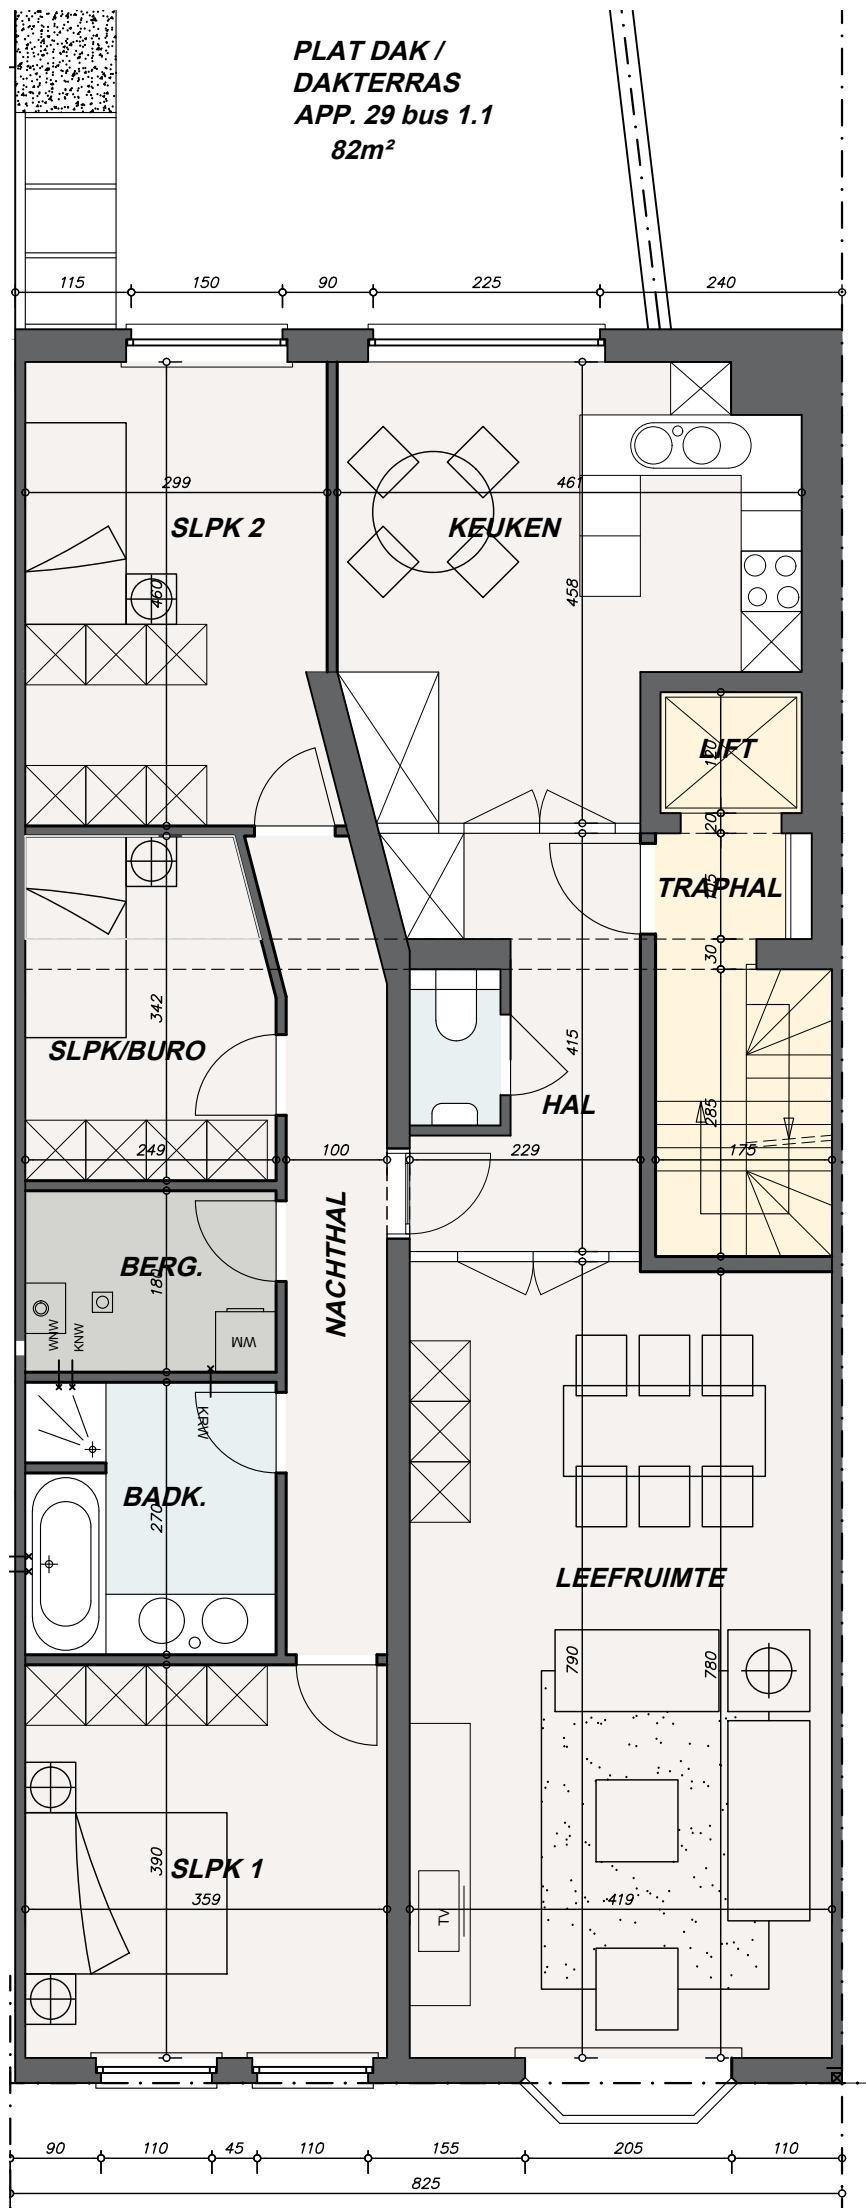 PLAT DAK /
DAKTERRAS
APP. 29 bus 1.1
82m²
115 150 90 225 240
299 461
SLPK 2 KEUKEN
460 458
LIFT
120
20
TRAPHAL
105
30
342
SLPK/BURO
415
HAL
285
249 100 229 175
NACHTHAL
BERG.
180
WNW
KNW
WM
KRW
BADK.
270
LEEFRUIMTE
790 780
390
SLPK 1
359 419
TV
90 110 45 110 155 205 110
825